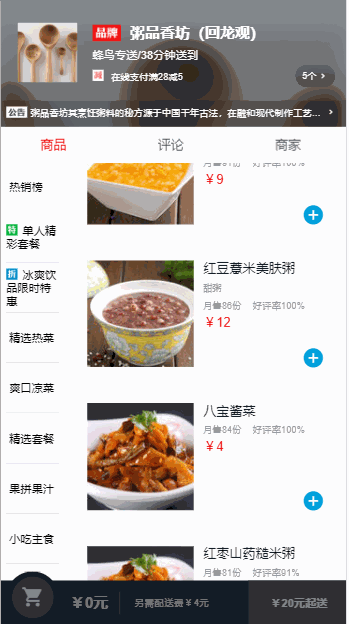 品牌 粥品香坊（回龙观）
蜂鸟专送/38分钟送到
减 在线支付满28减5
5个 >
公告 粥品香坊其烹饪粥料的秘方源于中国千年古法，在融和现代制作工艺... >
商品 评论 商家
热销榜
特 单人精
彩套餐
折 冰爽饮
品限时特
惠
精选热菜
爽口凉菜
精选套餐
果拼果汁
小吃主食
月售81份 好评率100%
￥9
红豆薏米美肤粥
甜粥
月售86份 好评率100%
￥12
八宝酱菜
月售84份 好评率100%
￥4
红枣山药糙米粥
月售81份 好评率91%
￥0元
另需配送费￥4元
￥20元起送